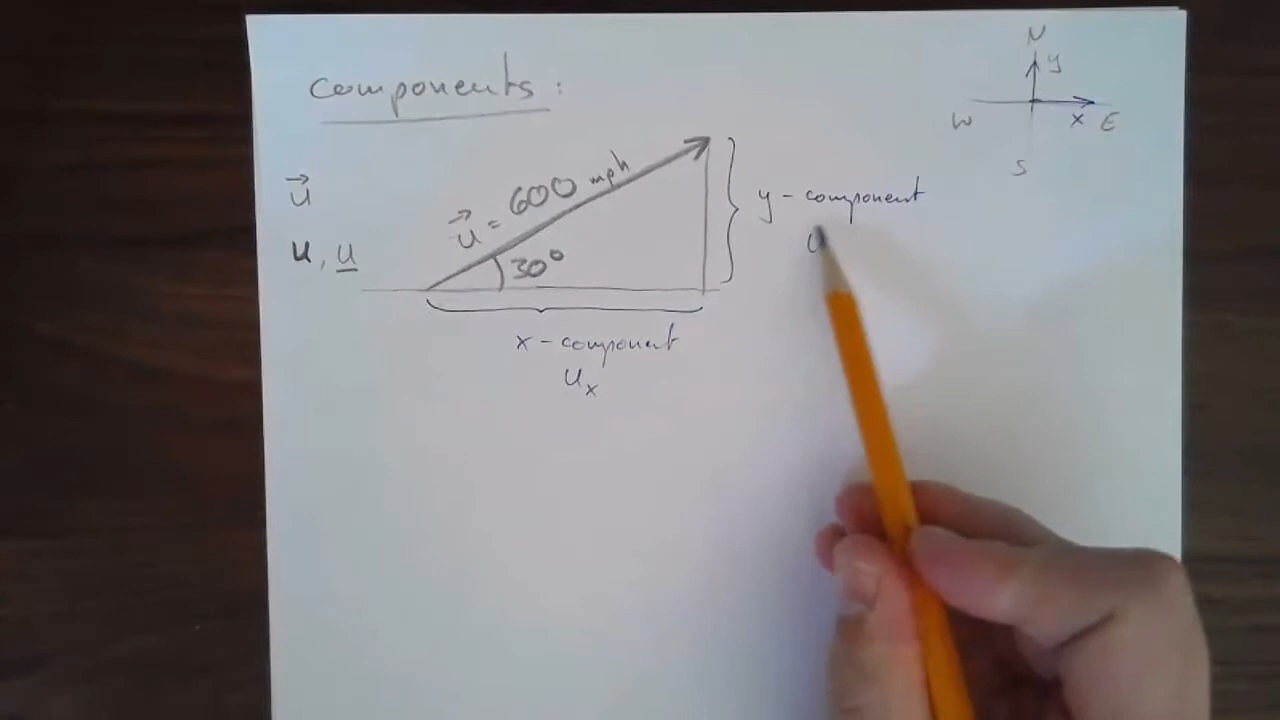 components:
N
y
W
x E
S
u⃗
u, u
u⃗ = 600 mph
30°
y - component
u
x - component
uₓ